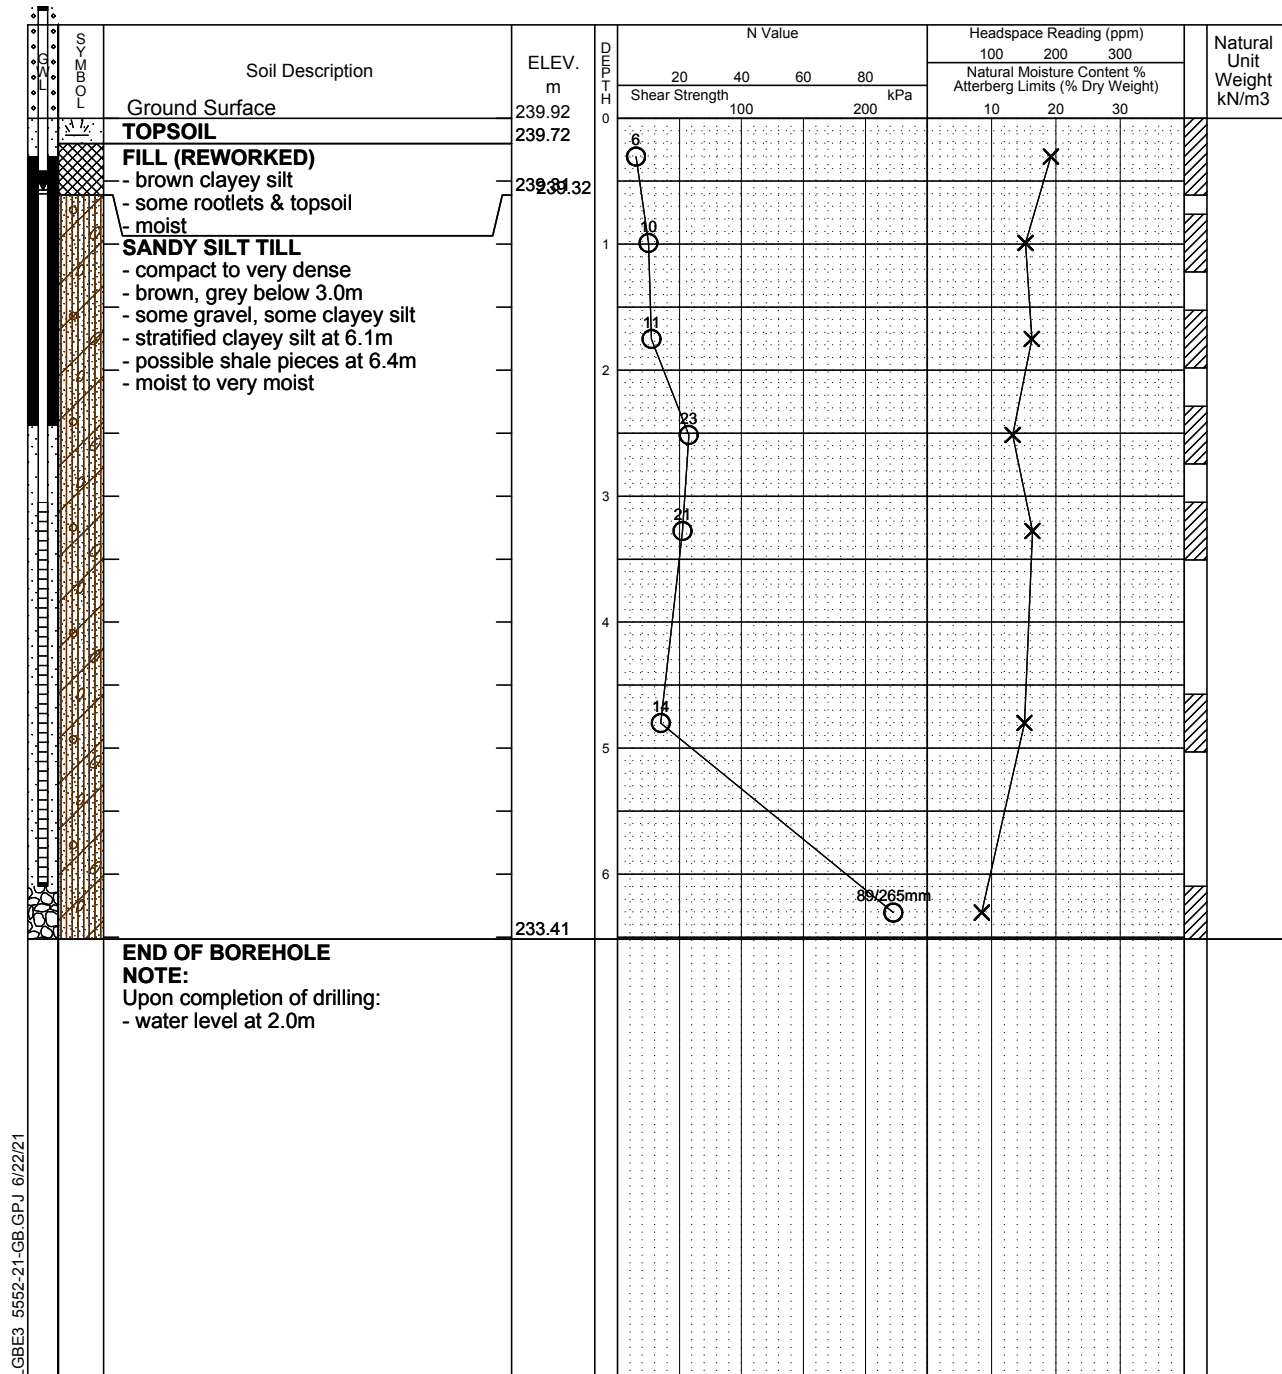 N Value
Headspace Reading (ppm)
100 200 300
Natural Moisture Content %
Atterberg Limits (% Dry Weight)
10 20 30
20 40 60 80
Shear Strength kPa
100 200
GWL
SYMBOL
Soil Description
ELEV.
m
DEPTH
Natural
Unit
Weight
kN/m3
Ground Surface 239.92 0
TOPSOIL 239.72
FILL (REWORKED)
- brown clayey silt
239.32
- some rootlets & topsoil
- moist
SANDY SILT TILL
- compact to very dense
- brown, grey below 3.0m
- some gravel, some clayey silt
- stratified clayey silt at 6.1m
- possible shale pieces at 6.4m
- moist to very moist
6
10
1
11
2
23
3
21
4
14
5
6
89/265mm
233.41
END OF BOREHOLE
NOTE:
Upon completion of drilling:
- water level at 2.0m
GBE3 5552-21-GB.GPJ 6/22/21